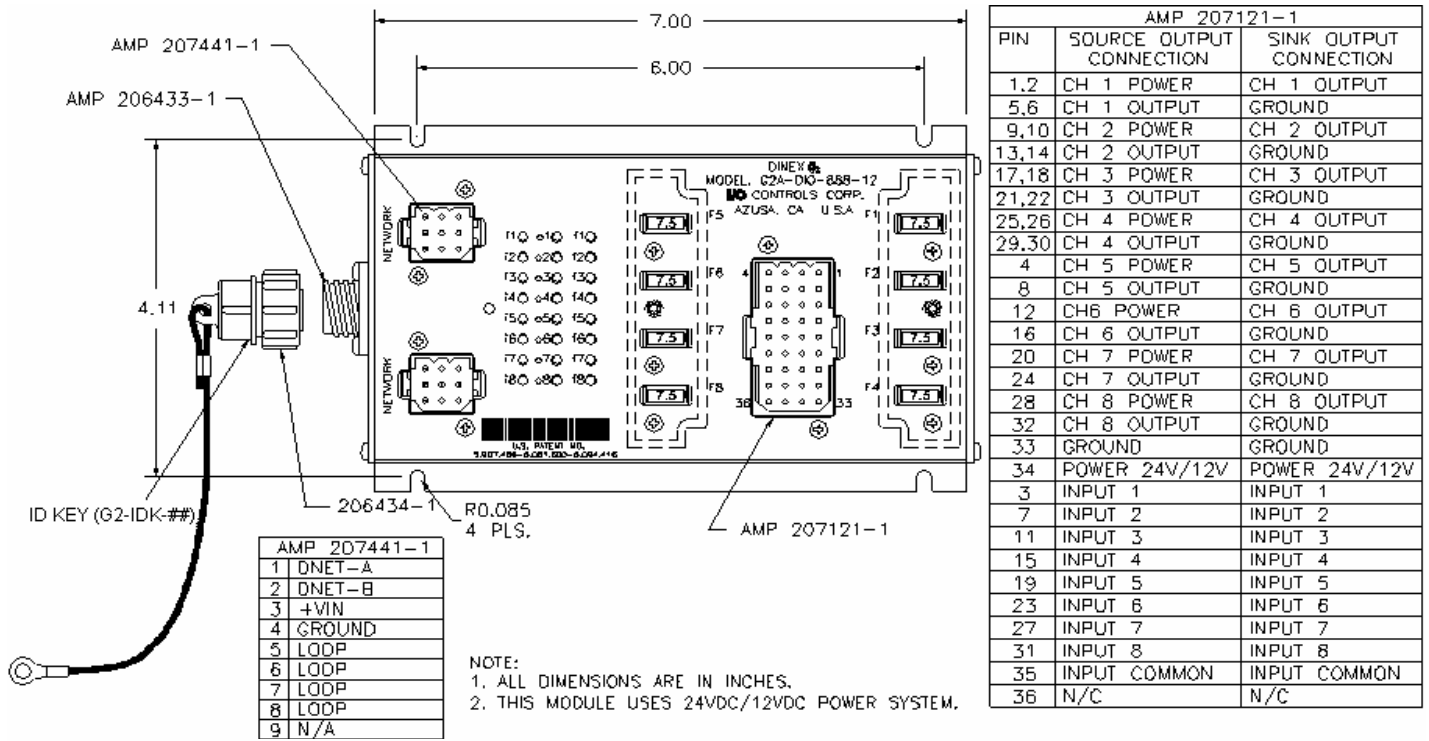 7.00
6.00
AMP 207441-1
AMP 206433-1
4.11
DINEX G2
MODEL. G2A-DIO-888-12
I/O CONTROLS CORP.
AZUSA. CA U S.A
NETWORK
NETWORK
F5
F6
F7
F8
F1
F2
F3
F4
7.5
7.5
7.5
7.5
7.5
7.5
7.5
7.5
4
1
36
33
U.S. PATENT NO.
ID KEY (G2-IDK-##)
206434-1
R0.085
4 PLS.
AMP 207121-1
AMP 207441-1
1 DNET-A
2 DNET-B
3 +VIN
4 GROUND
5 LOOP
6 LOOP
7 LOOP
8 LOOP
9 N/A
NOTE:
1. ALL DIMENSIONS ARE IN INCHES.
2. THIS MODULE USES 24VDC/12VDC POWER SYSTEM.
AMP 207121-1
PIN SOURCE OUTPUT CONNECTION SINK OUTPUT CONNECTION
1,2 CH 1 POWER CH 1 OUTPUT
5,6 CH 1 OUTPUT GROUND
9,10 CH 2 POWER CH 2 OUTPUT
13,14 CH 2 OUTPUT GROUND
17,18 CH 3 POWER CH 3 OUTPUT
21,22 CH 3 OUTPUT GROUND
25,26 CH 4 POWER CH 4 OUTPUT
29.30 CH 4 OUTPUT GROUND
4 CH 5 POWER CH 5 OUTPUT
8 CH 5 OUTPUT GROUND
12 CH6 POWER CH 6 OUTPUT
16 CH 6 OUTPUT GROUND
20 CH 7 POWER CH 7 OUTPUT
24 CH 7 OUTPUT GROUND
28 CH 8 POWER CH 8 OUTPUT
32 CH 8 OUTPUT GROUND
33 GROUND GROUND
34 POWER 24V/12V POWER 24V/12V
3 INPUT 1 INPUT 1
7 INPUT 2 INPUT 2
11 INPUT 3 INPUT 3
15 INPUT 4 INPUT 4
19 INPUT 5 INPUT 5
23 INPUT 6 INPUT 6
27 INPUT 7 INPUT 7
31 INPUT 8 INPUT 8
35 INPUT COMMON INPUT COMMON
36 N/C N/C